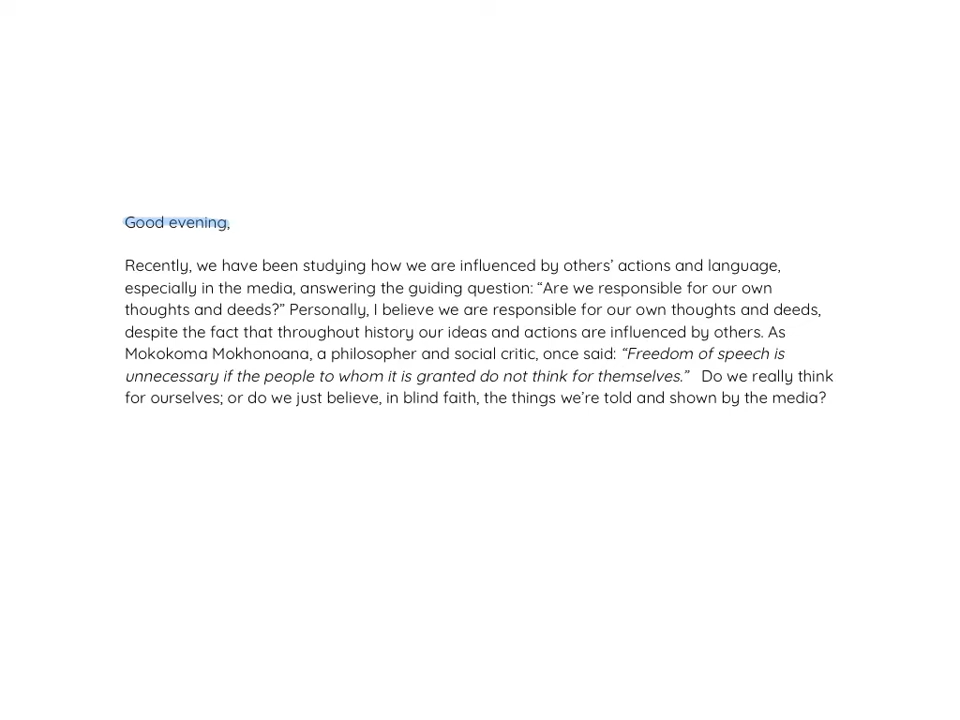 Good evening,
Recently, we have been studying how we are influenced by others’ actions and language,
especially in the media, answering the guiding question: “Are we responsible for our own
thoughts and deeds?” Personally, I believe we are responsible for our own thoughts and deeds,
despite the fact that throughout history our ideas and actions are influenced by others. As
Mokokoma Mokhonoana, a philosopher and social critic, once said: “Freedom of speech is
unnecessary if the people to whom it is granted do not think for themselves.” Do we really think
for ourselves; or do we just believe, in blind faith, the things we’re told and shown by the media?